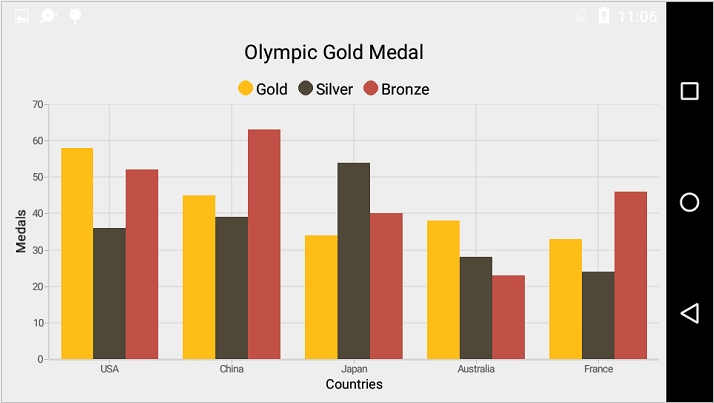 11:06
Olympic Gold Medal
Gold Silver Bronze
70
60
50
40
30
20
10
0
Medals
USA China Japan Australia France
Countries